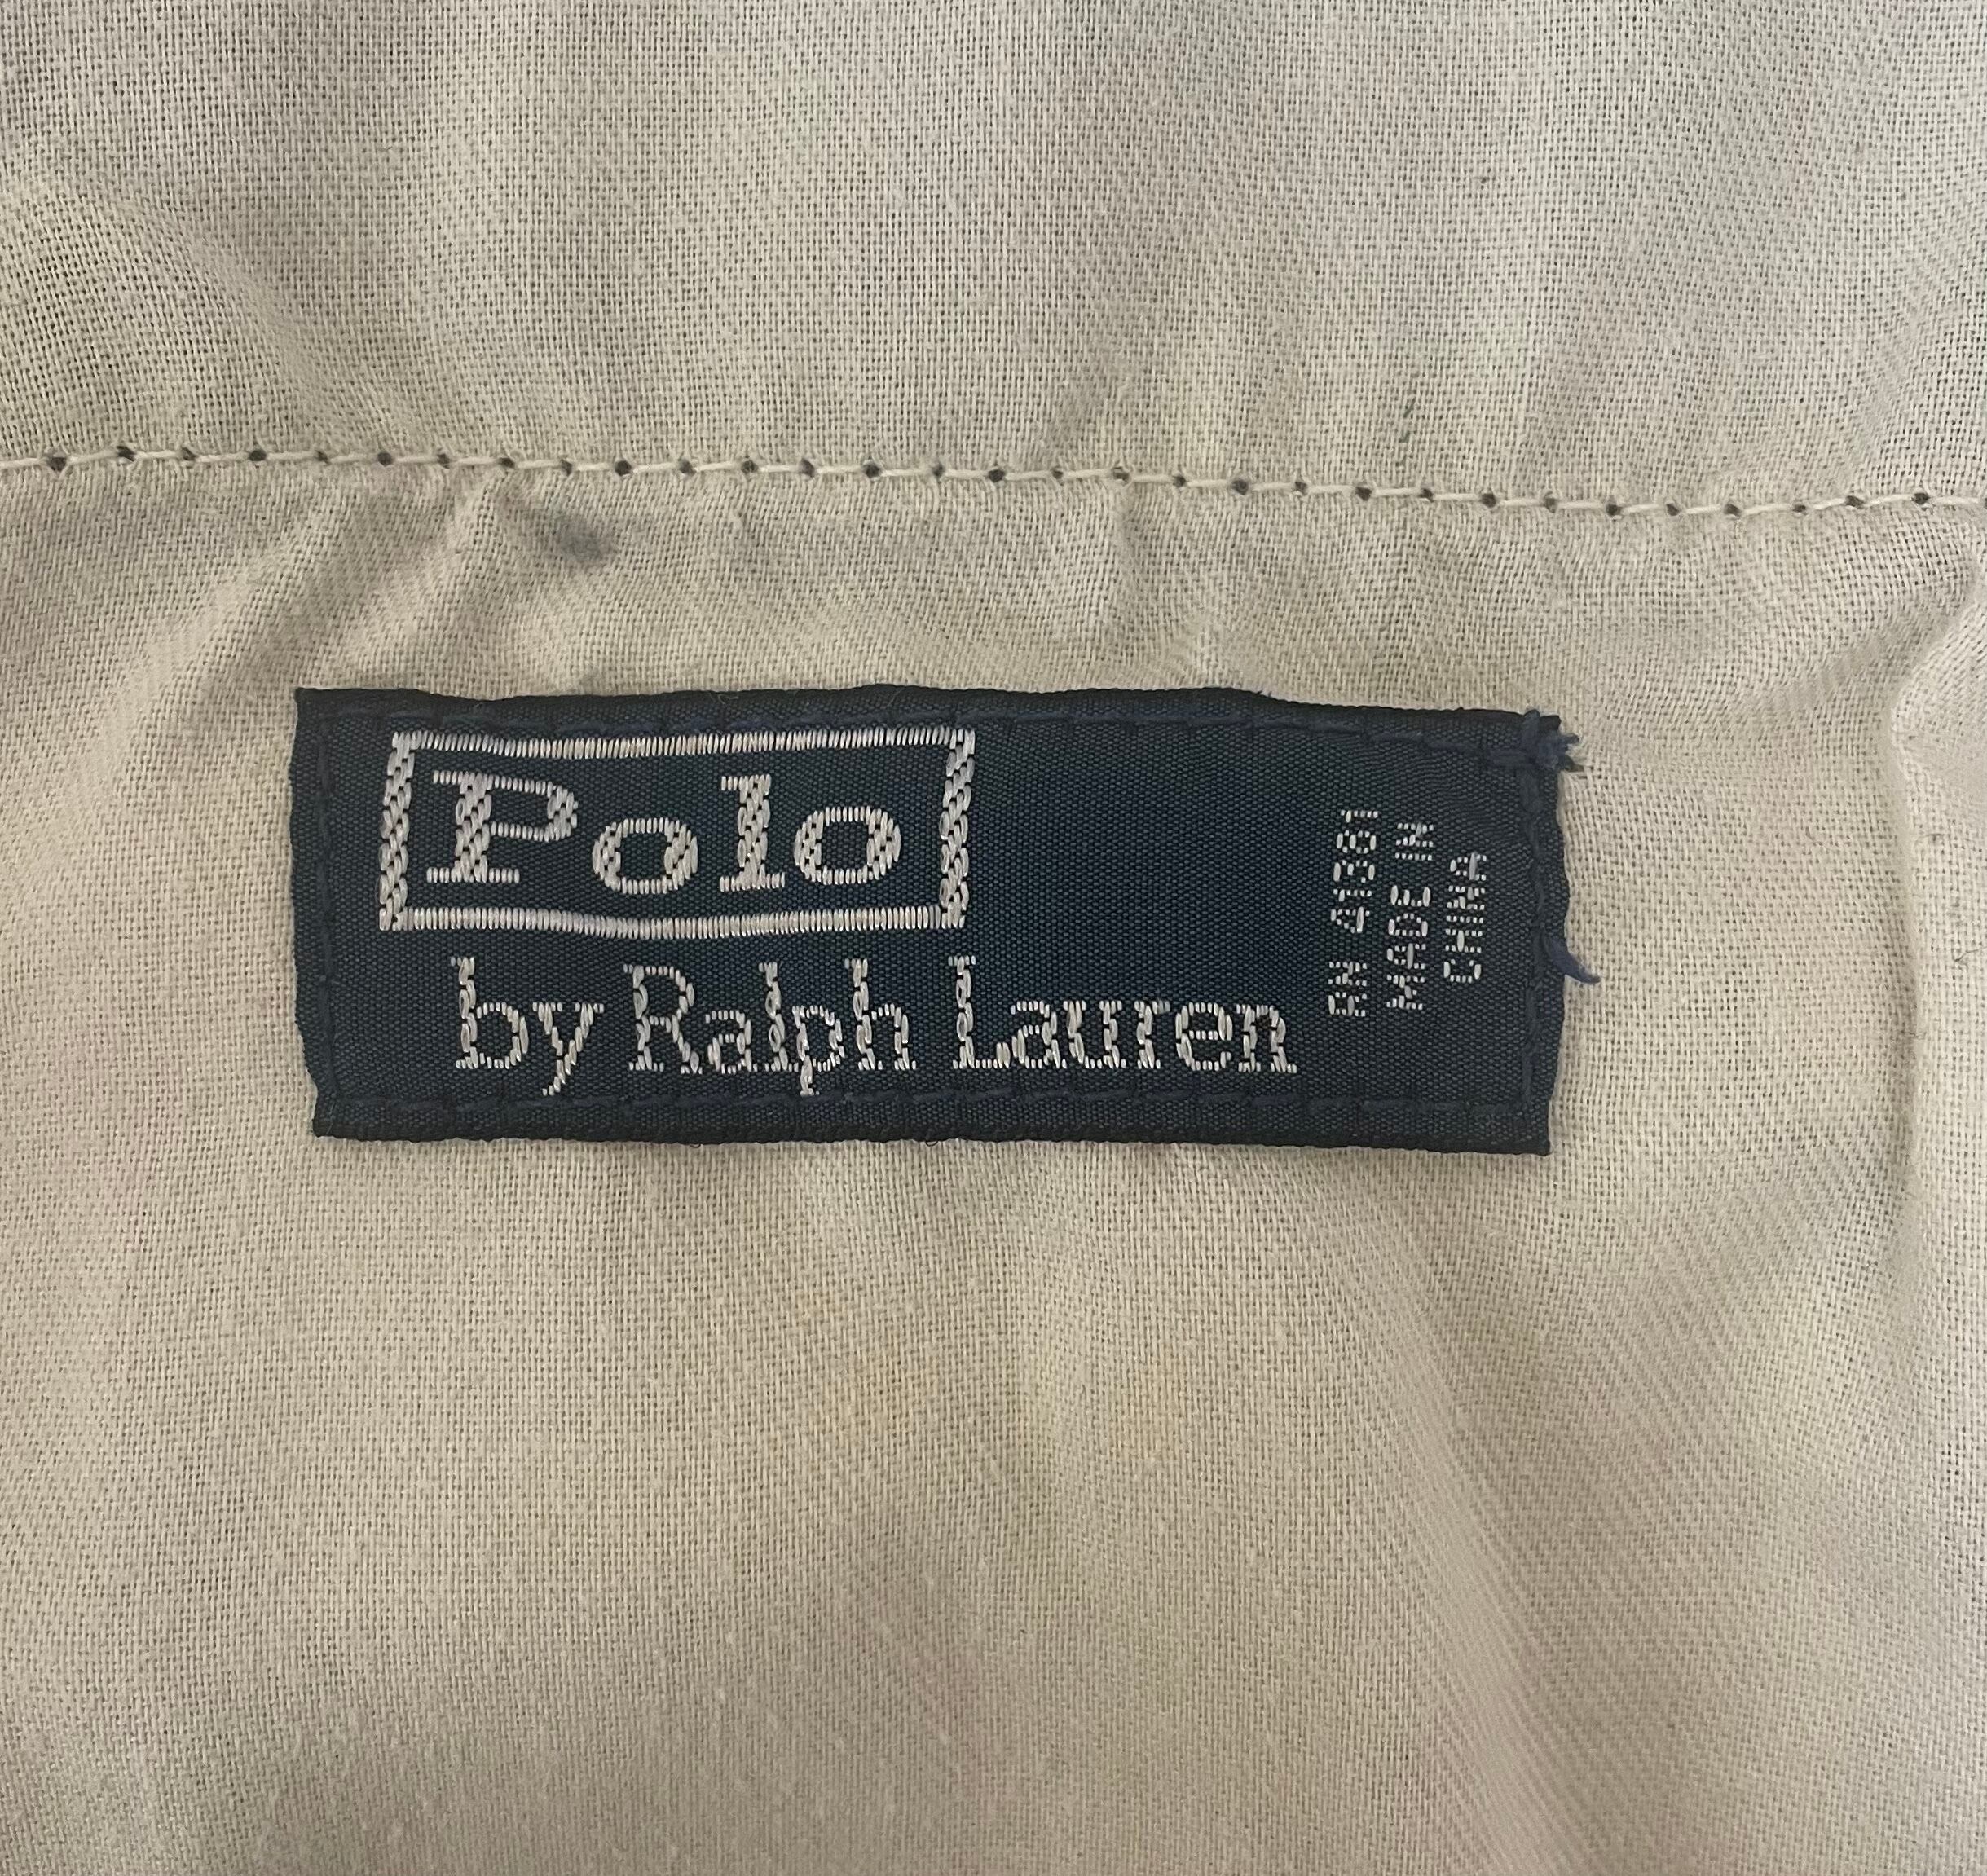 Polo
by Ralph Lauren
RN 41381
MADE IN
CHINA